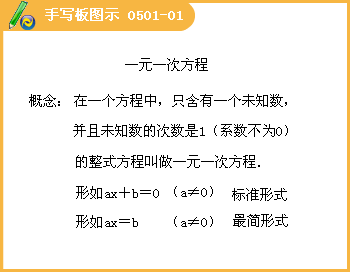 手写板图示 0501-01
一元一次方程
概念: 在一个方程中,只含有一个未知数,
并且未知数的次数是1(系数不为0)
的整式方程叫做一元一次方程.
形如ax+b=0 (a≠0) 标准形式
形如ax=b (a≠0) 最简形式